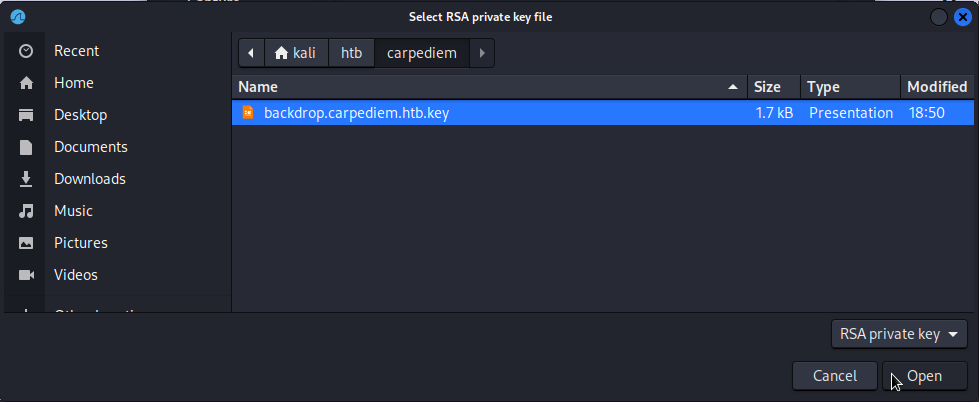 Select RSA private key file
Recent
Home
Desktop
Documents
Downloads
Music
Pictures
Videos
kali htb carpediem
Name Size Type Modified
backdrop.carpediem.htb.key 1.7 kB Presentation 18:50
RSA private key
Cancel Open